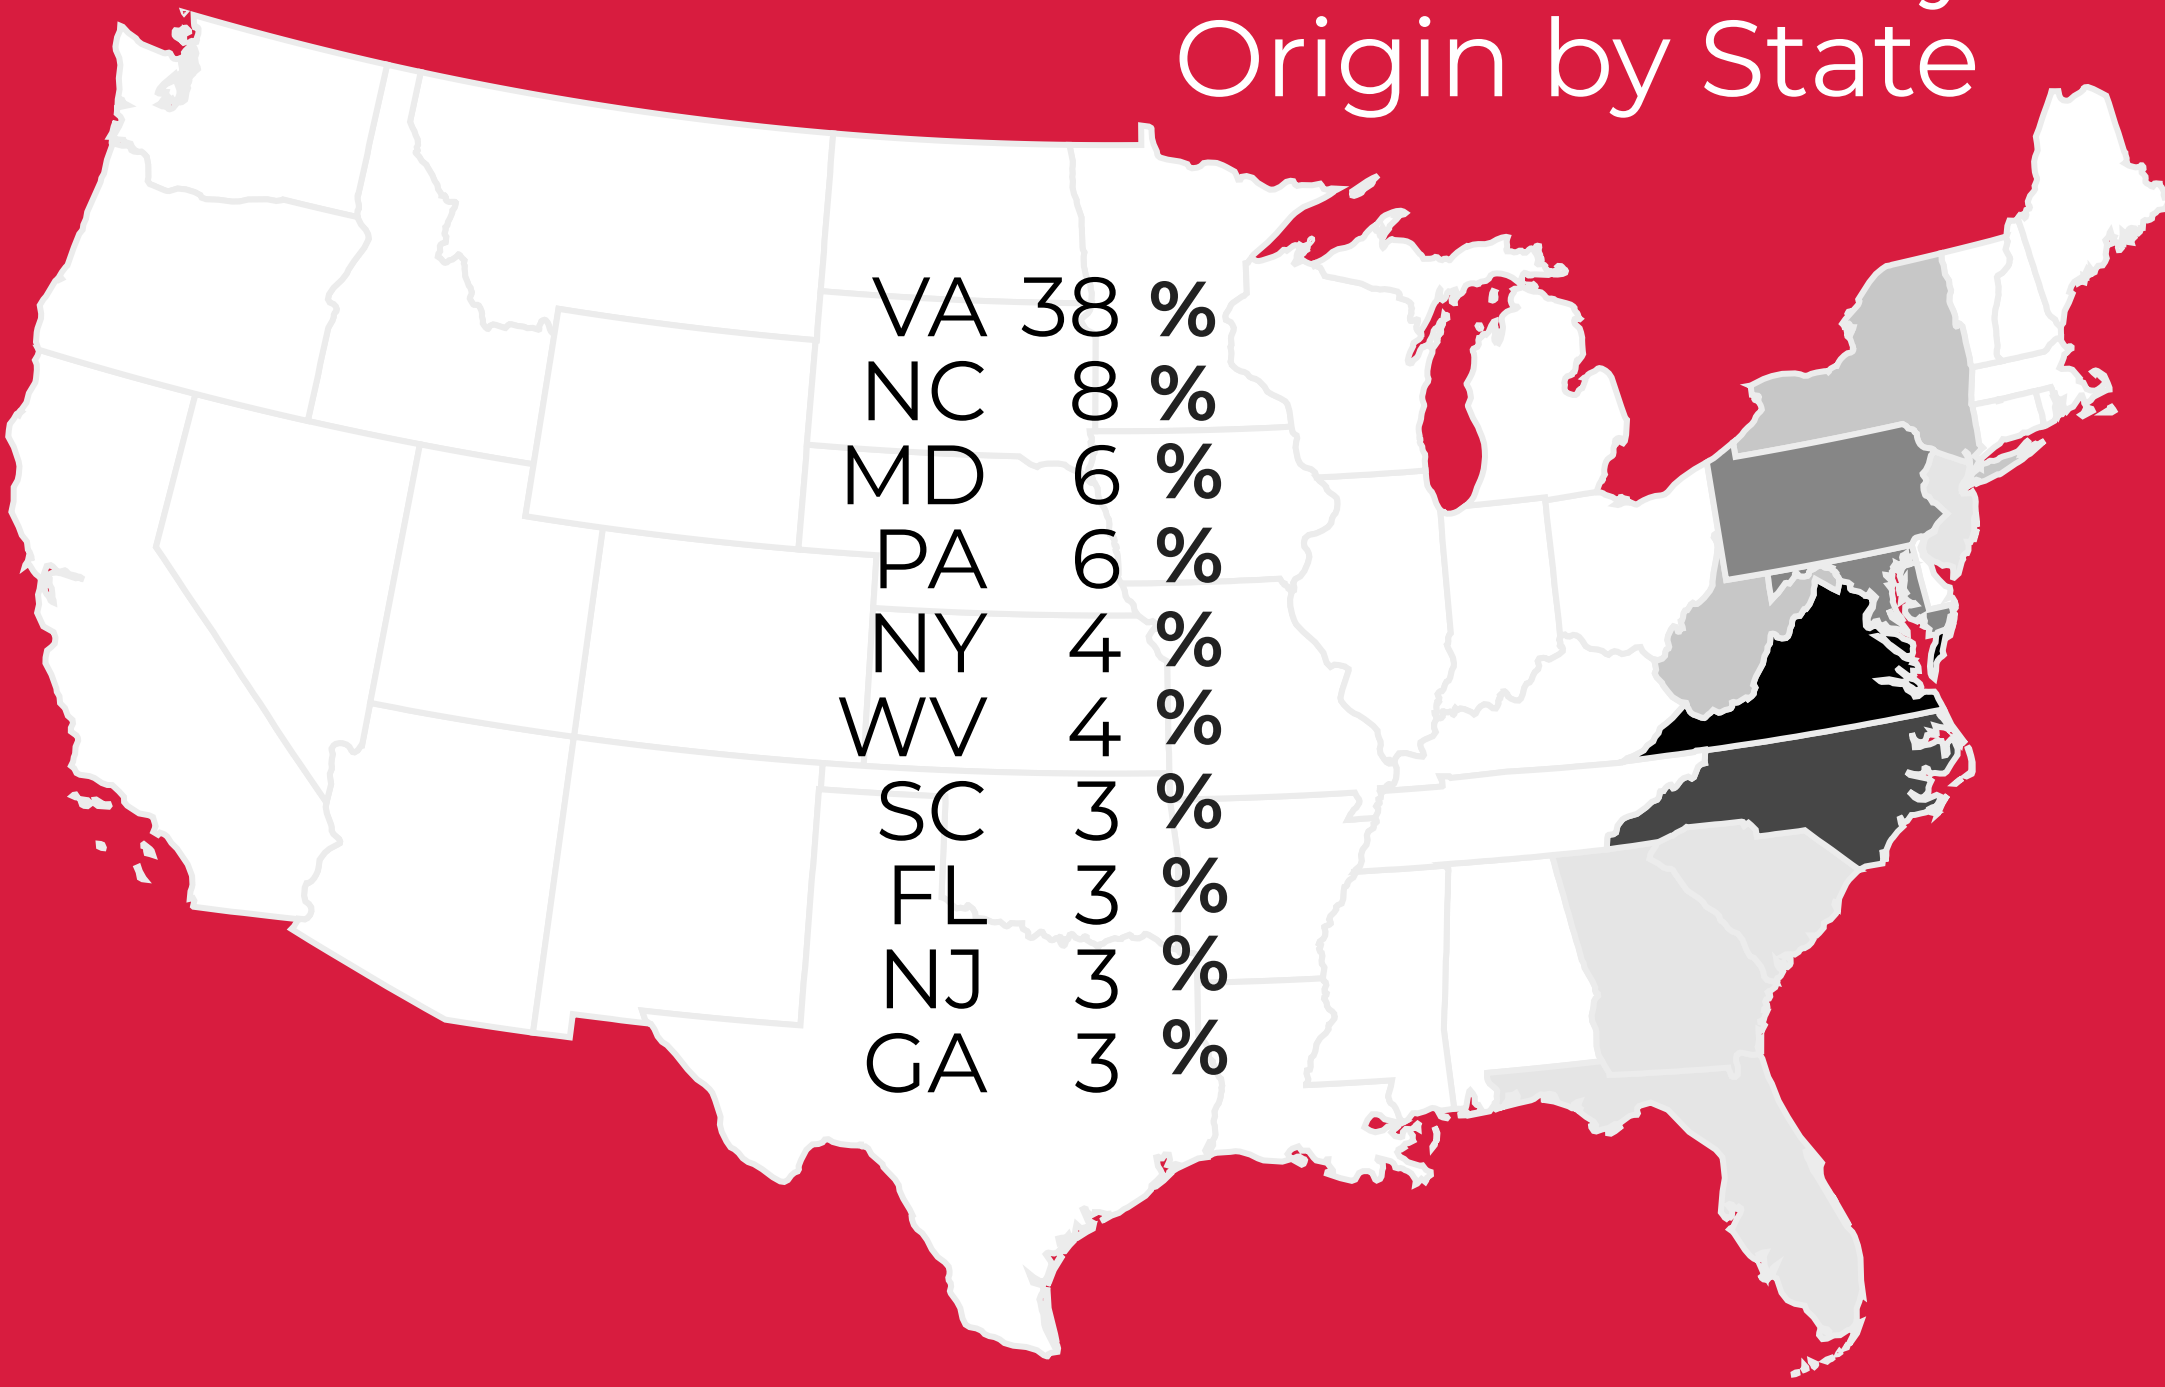 Origin by State
VA 38 %
NC 8 %
MD 6 %
PA 6 %
NY 4 %
WV 4 %
SC 3 %
FL 3 %
NJ 3 %
GA 3 %